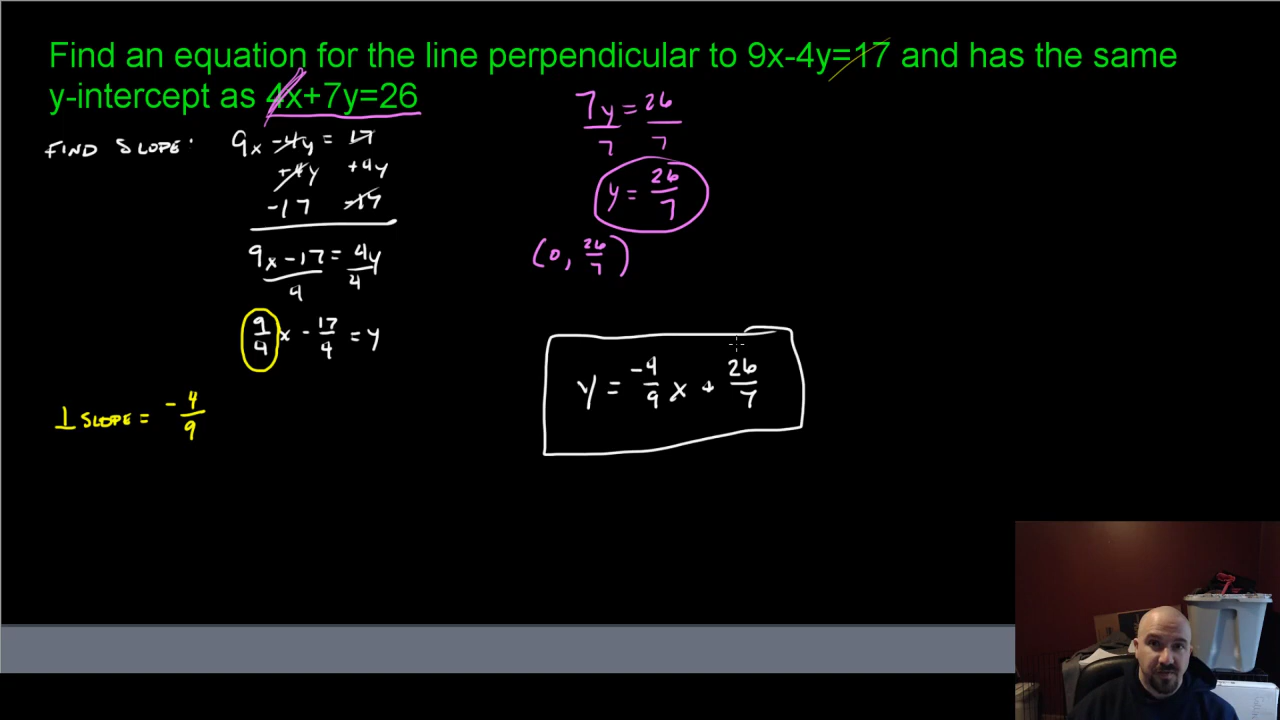 Find an equation for the line perpendicular to 9x-4y=17 and has the same
y-intercept as 4x+7y=26
FIND SLOPE:
9x -4y = 17
+4y +4y
-17 -17
9x - 17 = 4y
4 4
9/4 x - 17/4 = y
⊥ SLOPE = -4/9
7y = 26
7 7
y = 26/7
(0, 26/7)
y = -4/9 x + 26/7